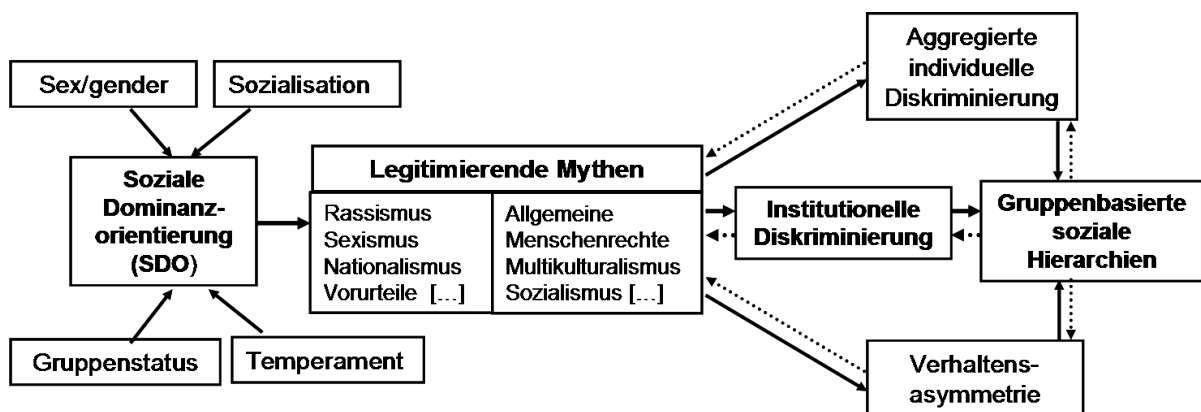 Sex/gender
Sozialisation
Soziale
Dominanz-
orientierung
(SDO)
Gruppenstatus
Temperament
Legitimierende Mythen
Rassismus
Sexismus
Nationalismus
Vorurteile […]
Allgemeine
Menschenrechte
Multikulturalismus
Sozialismus […]
Aggregierte
individuelle
Diskriminierung
Institutionelle
Diskriminierung
Verhaltens-
asymmetrie
Gruppenbasierte
soziale
Hierarchien